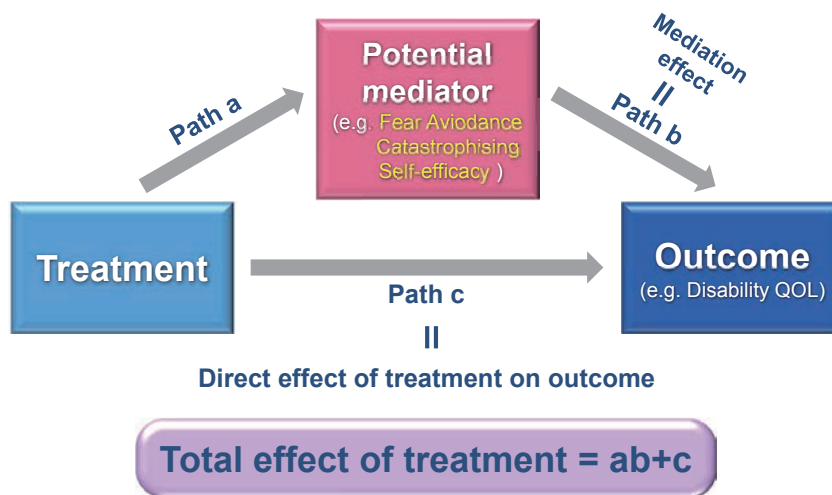 Potential
mediator
(e.g. Fear Aviodance
Catastrophising
Self-efficacy )
Mediation
effect
=
Path b
Path a
Treatment
Outcome
(e.g. Disability QOL)
Path c
=
Direct effect of treatment on outcome
Total effect of treatment = ab+c